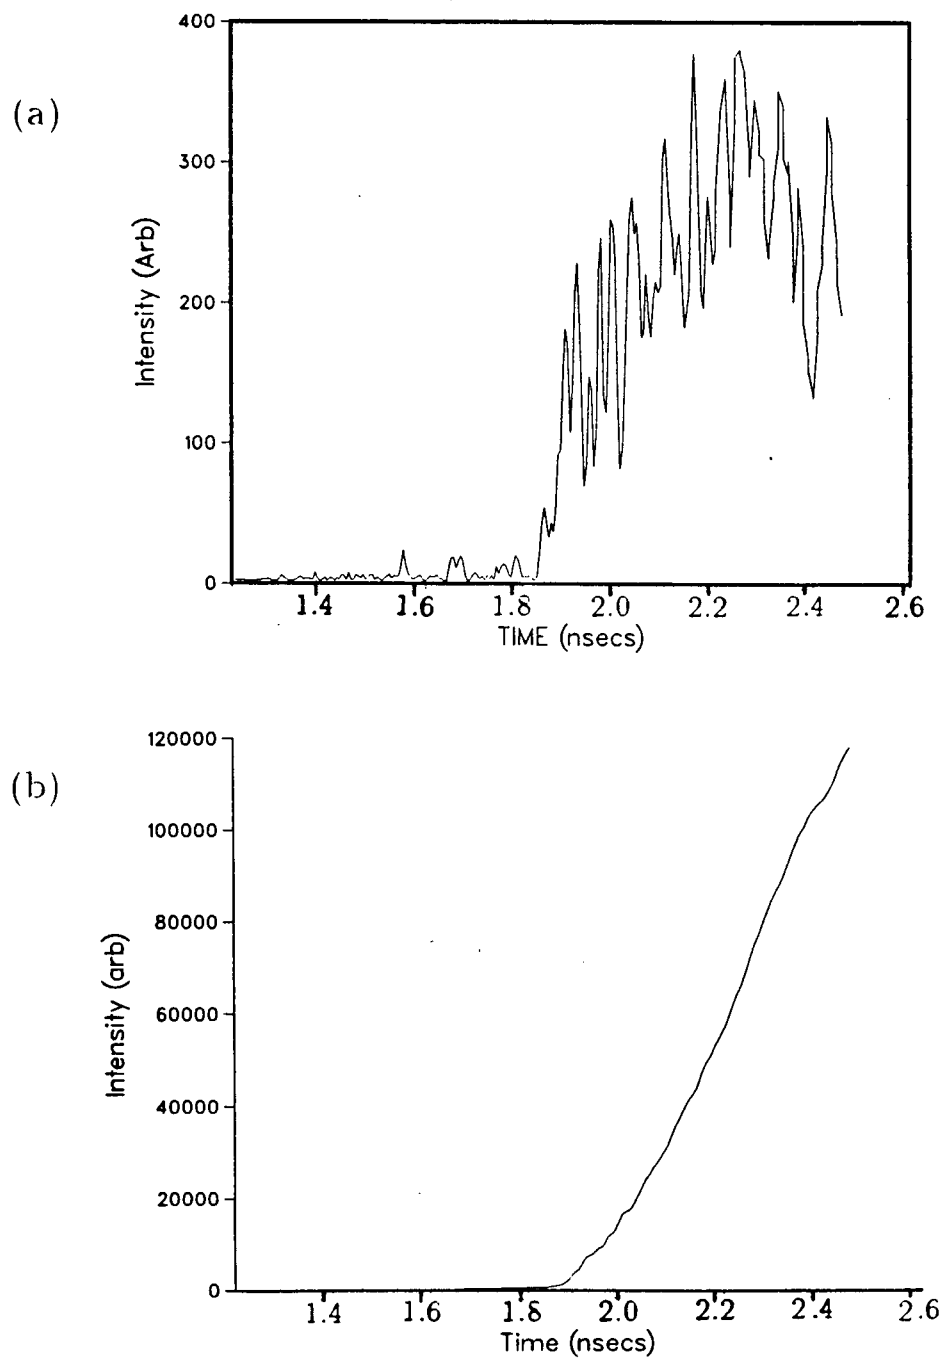 (a)
400
300
200
100
0
Intensity (Arb)
1.4 1.6 1.8 2.0 2.2 2.4 2.6
TIME (nsecs)
(b)
120000
100000
80000
60000
40000
20000
0
Intensity (arb)
1.4 1.6 1.8 2.0 2.2 2.4 2.6
Time (nsecs)